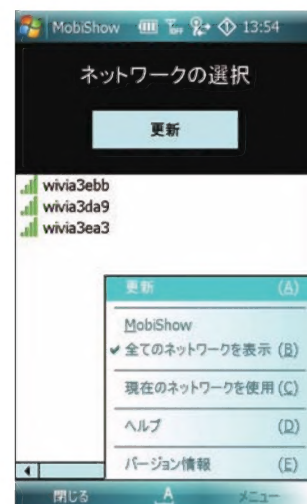 MobiShow 13:54
ネットワークの選択
更新
wivia3ebb
wivia3da9
wivia3ea3
更新 (A)
MobiShow
全てのネットワークを表示 (B)
現在のネットワークを使用 (C)
ヘルプ (D)
バージョン情報 (E)
閉じる A メニュー